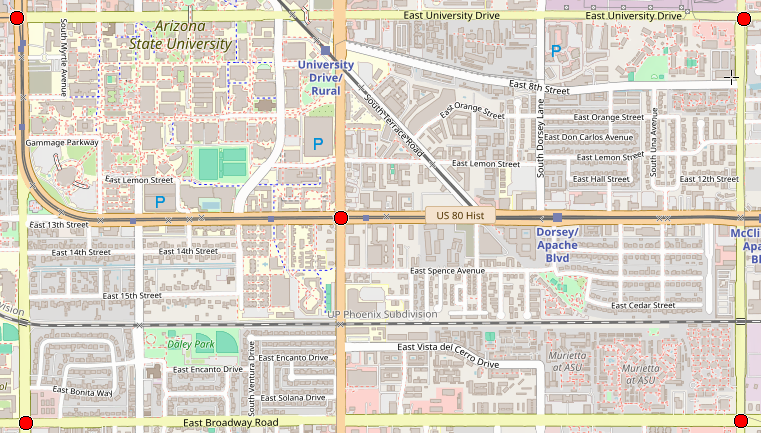 East University Drive
East University Drive
South Myrtle Avenue
Arizona
State University
P
University
Drive/
Rural
East 8th Street
East Orange Street
South Terrace Road
South Dorsey Lane
East Orange Street
East Don Carlos Avenue
South Una Avenue
Gammage Parkway
P
East Lemon Street
East Lemon Street
East Lemon Street
East Hall Street
East 12th Street
P
US 80 Hist
East 13th Street
Dorsey/
Apache
Blvd
McCli
Apa
Bl
East 14th Street
East 14th Street
East Spence Avenue
East 15th Street
East Cedar Street
vision
UP Phoenix Subdivision
Daley Park
South Ventura Drive
East Vista del Cerro Drive
East Encanto Drive
Murietta
at ASU
Murietta
at ASU
East Encanto Drive
East Bonita Way
East Solana Drive
East Broadway Road